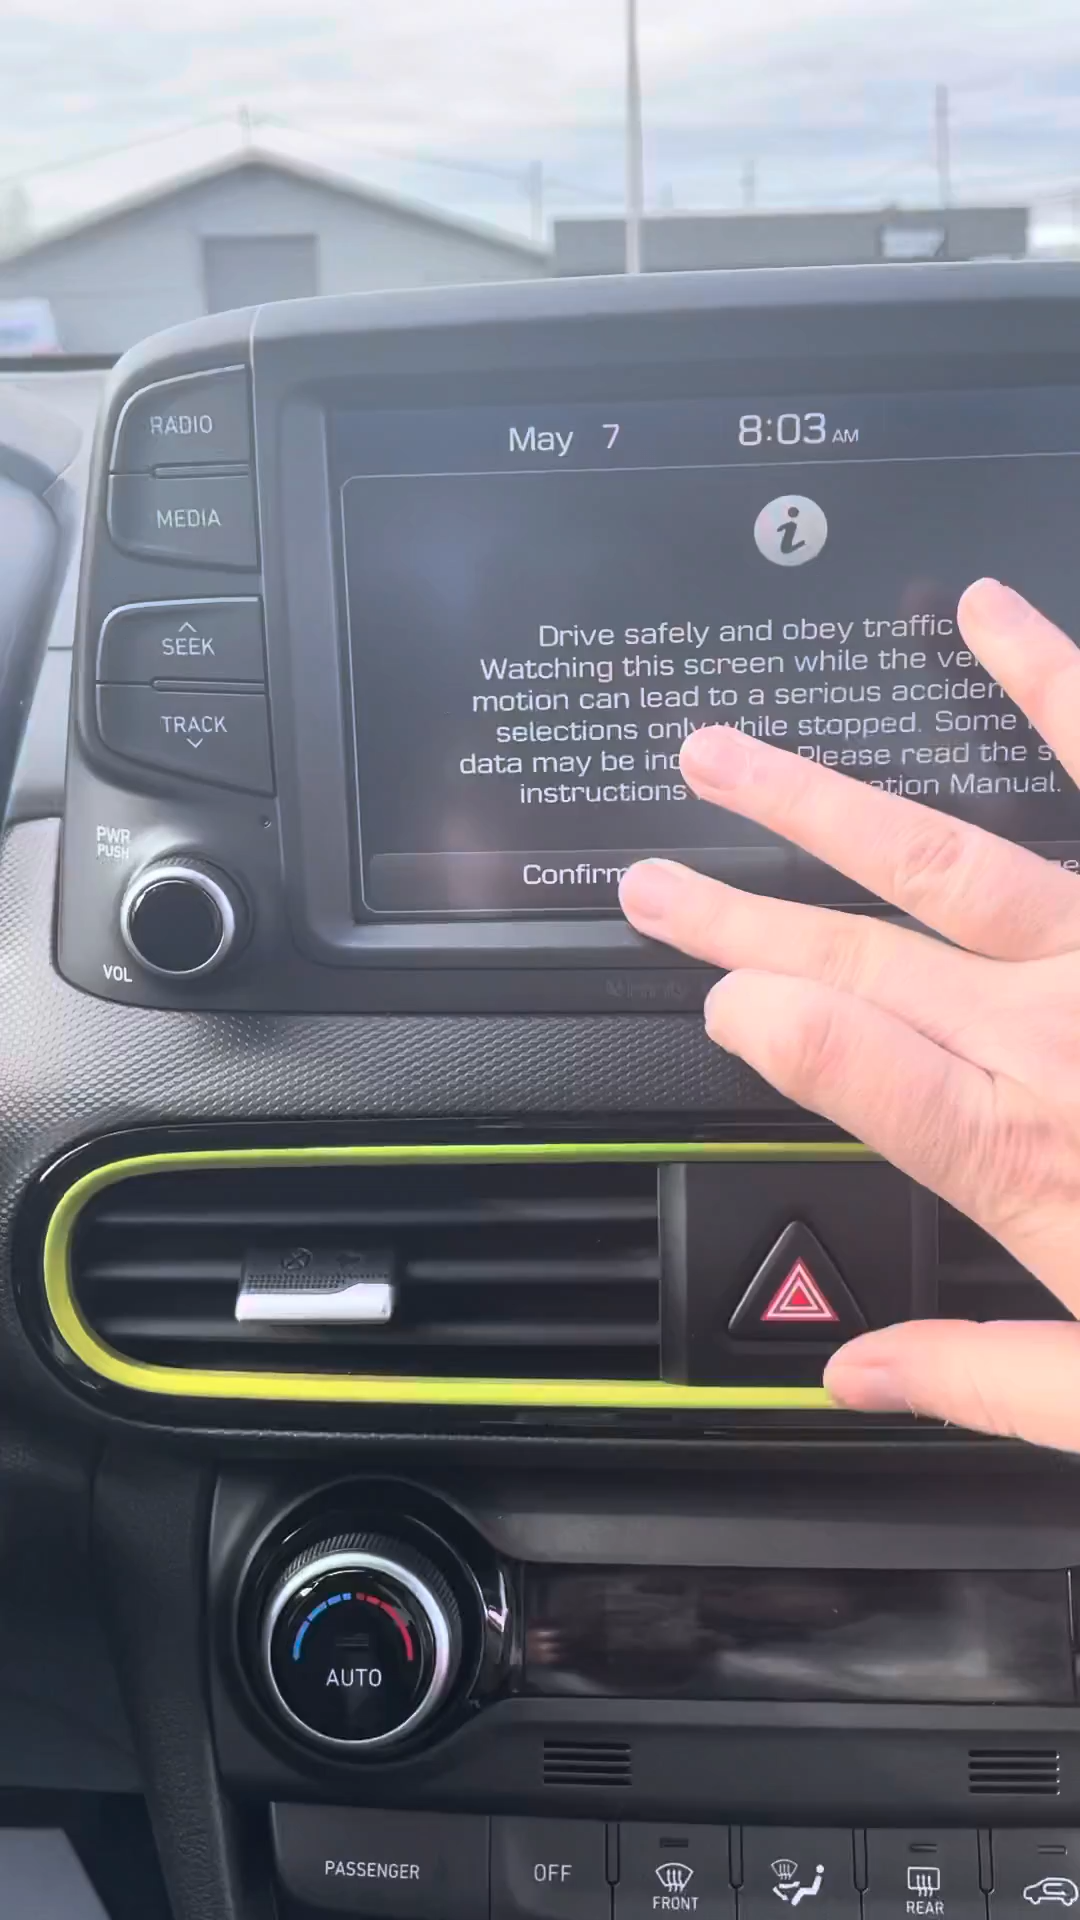 May 7 8:03 AM
RADIO
MEDIA
SEEK
TRACK
PWR
PUSH
VOL
Drive safely and obey traffic
Watching this screen while the
motion can lead to a serious
selections only while stopped. Some
data may be Please read the
instructions Manual.
Confirm
AUTO
PASSENGER
OFF
FRONT
REAR